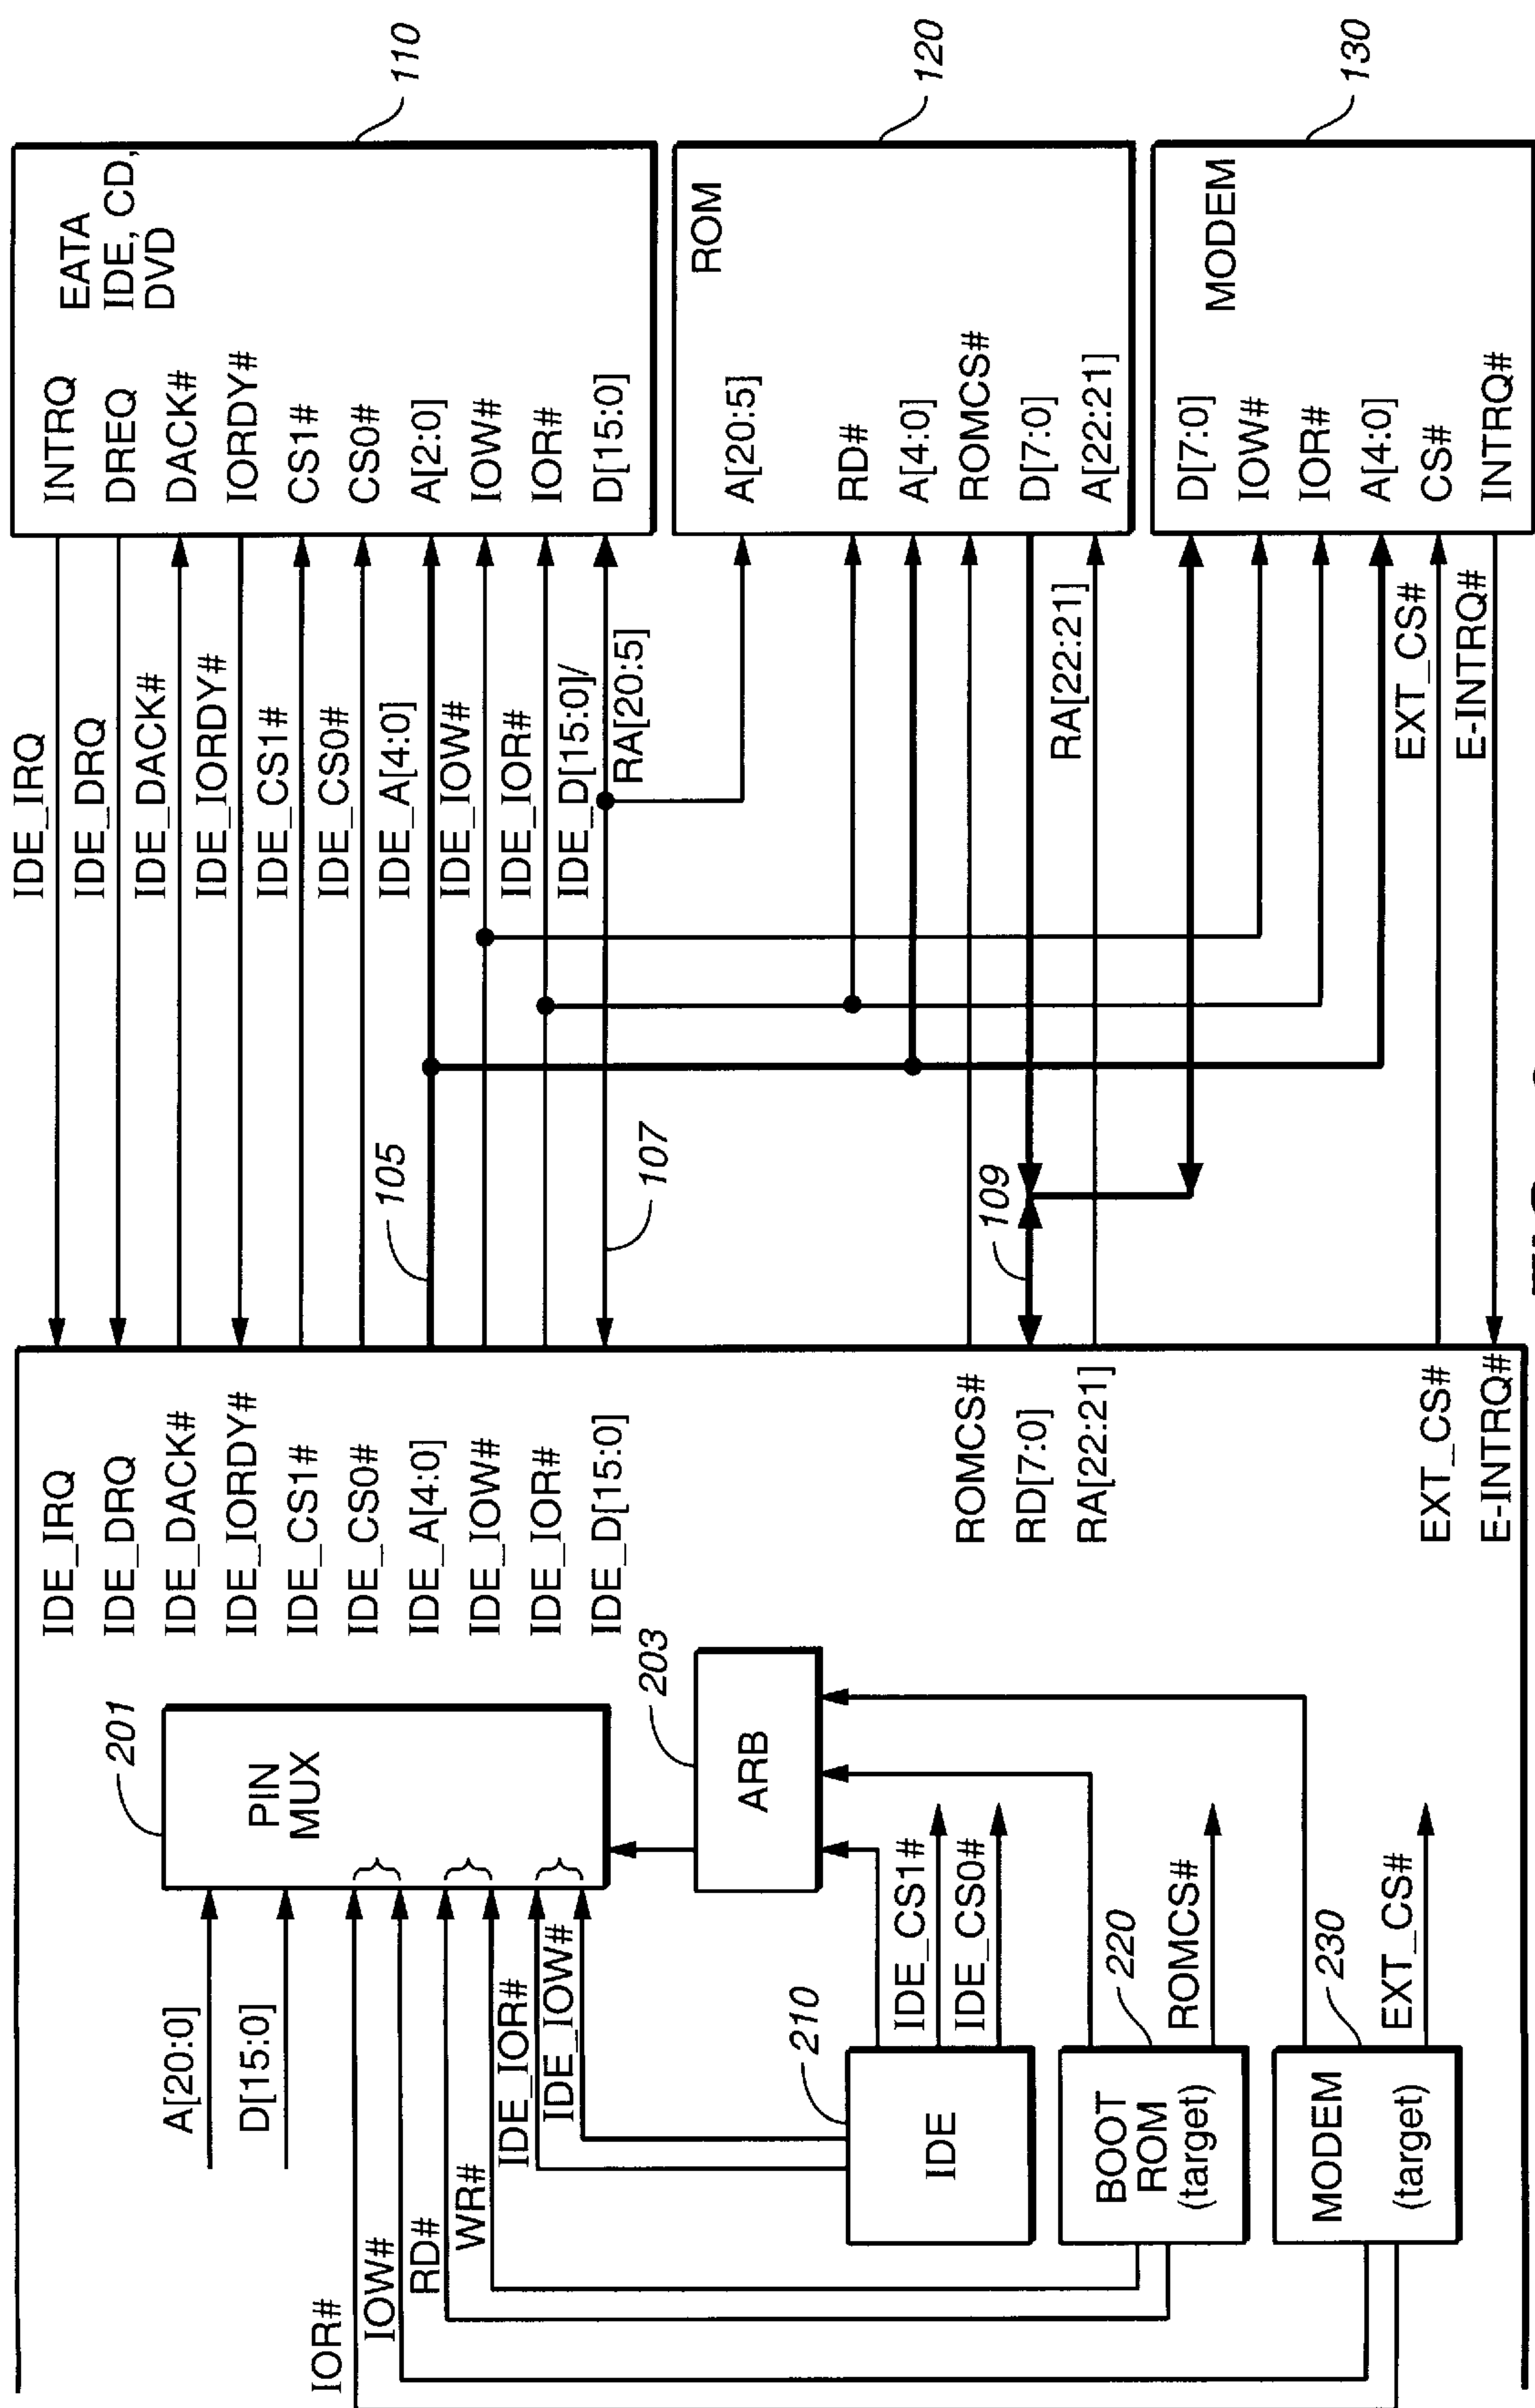 IDE_IRQ
IDE_DRQ
IDE_DACK#
IDE_IORDY#
IDE_CS1#
IDE_CS0#
IDE_A[4:0]
IDE_IOW#
IDE_IOR#
IDE_D[15:0]
ROMCS#
RD[7:0]
RA[22:21]
EXT_CS#
E-INTRQ#
201
PIN
MUX
A[20:0]
D[15:0]
IOR#
IOW#
RD#
WR#
IDE_IOR#
IDE_IOW#
203
ARB
210
IDE
IDE_CS1#
IDE_CS0#
220
BOOT
ROM
(target)
ROMCS#
230
MODEM
(target)
EXT_CS#
IDE_IRQ
IDE_DRQ
IDE_DACK#
IDE_IORDY#
IDE_CS1#
IDE_CS0#
IDE_A[4:0]
IDE_IOW#
IDE_IOR#
IDE_D[15:0]/
RA[20:5]
105
107
109
RA[22:21]
EXT_CS#
E-INTRQ#
110
EATA
IDE, CD,
DVD
INTRQ
DREQ
DACK#
IORDY#
CS1#
CS0#
A[2:0]
IOW#
IOR#
D[15:0]
120
ROM
A[20:5]
RD#
A[4:0]
ROMCS#
D[7:0]
A[22:21]
130
MODEM
D[7:0]
IOW#
IOR#
A[4:0]
CS#
INTRQ#